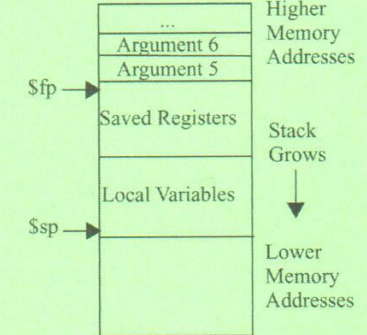 ...
Argument 6
Argument 5
$fp
Saved Registers
Local Variables
$sp
Higher
Memory
Addresses
Stack
Grows
Lower
Memory
Addresses